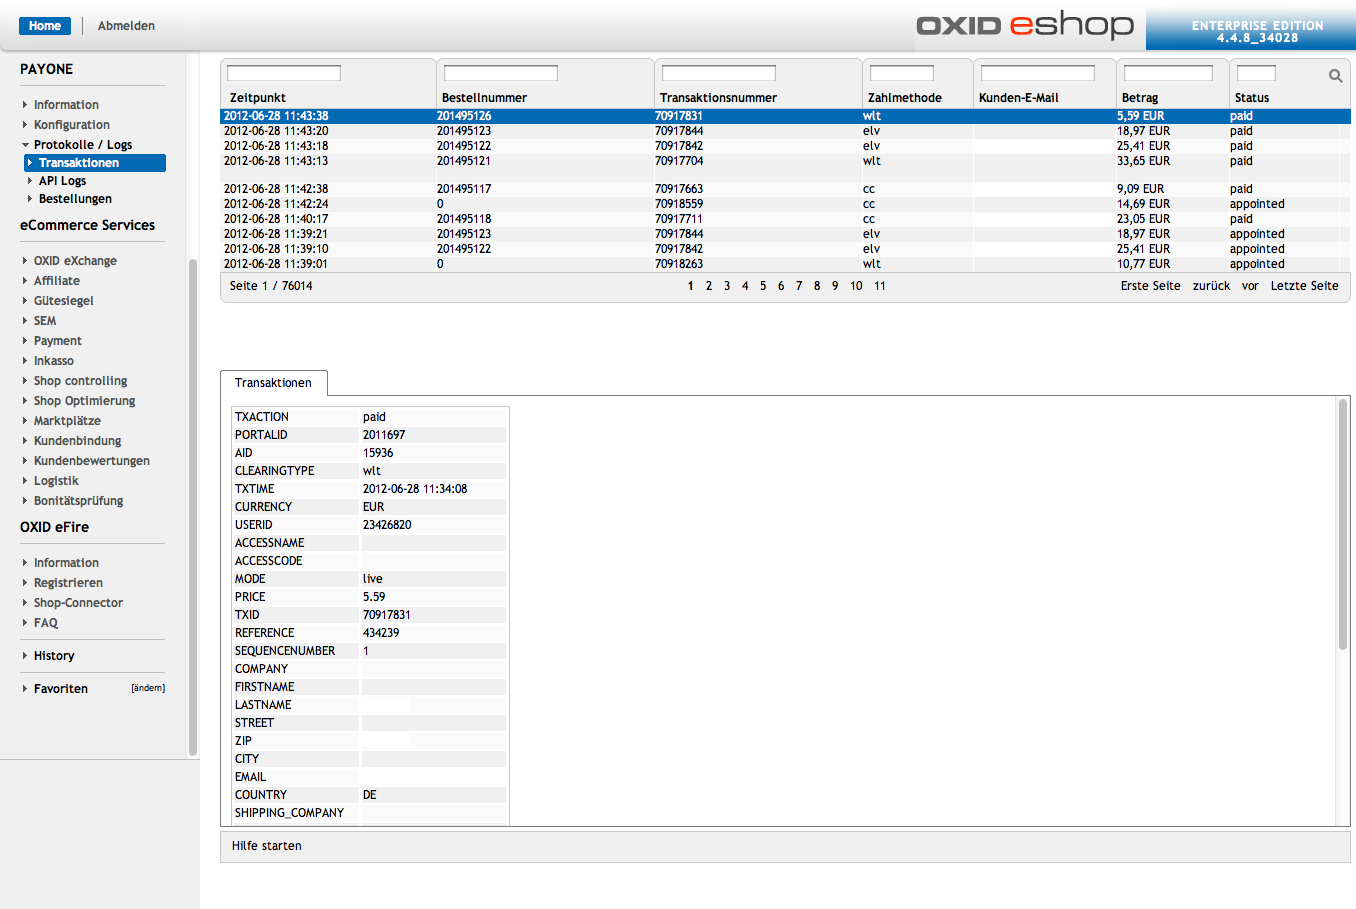 Home Abmelden
OXID eshop
ENTERPRISE EDITION
4.4.8_34028
PAYONE
Information
Konfiguration
Protokolle / Logs
Transaktionen
API Logs
Bestellungen
eCommerce Services
OXID eXchange
Affiliate
Gütesiegel
SEM
Payment
Inkasso
Shop controlling
Shop Optimierung
Marktplätze
Kundenbindung
Kundenbewertungen
Logistik
Bonitätsprüfung
OXID eFire
Information
Registrieren
Shop-Connector
FAQ
History
Favoriten [ändern]
Zeitpunkt Bestellnummer Transaktionsnummer Zahlmethode Kunden-E-Mail Betrag Status
2012-06-28 11:43:38 201495126 70917831 wlt 5,59 EUR paid
2012-06-28 11:43:20 201495123 70917844 elv 18,97 EUR paid
2012-06-28 11:43:18 201495122 70917842 elv 25,41 EUR paid
2012-06-28 11:43:13 201495121 70917704 wlt 33,65 EUR paid
2012-06-28 11:42:38 201495117 70917663 cc 9,09 EUR paid
2012-06-28 11:42:24 0 70918559 cc 14,69 EUR appointed
2012-06-28 11:40:17 201495118 70917711 cc 23,05 EUR paid
2012-06-28 11:39:21 201495123 70917844 elv 18,97 EUR appointed
2012-06-28 11:39:10 201495122 70917842 elv 25,41 EUR appointed
2012-06-28 11:39:01 0 70918263 wlt 10,77 EUR appointed
Seite 1 / 76014 1 2 3 4 5 6 7 8 9 10 11 Erste Seite zurück vor Letzte Seite
Transaktionen
TXACTION paid
PORTALID 2011697
AID 15936
CLEARINGTYPE wlt
TXTIME 2012-06-28 11:34:08
CURRENCY EUR
USERID 23426820
ACCESSNAME
ACCESSCODE
MODE live
PRICE 5.59
TXID 70917831
REFERENCE 434239
SEQUENCENUMBER 1
COMPANY
FIRSTNAME
LASTNAME
STREET
ZIP
CITY
EMAIL
COUNTRY DE
SHIPPING_COMPANY
Hilfe starten